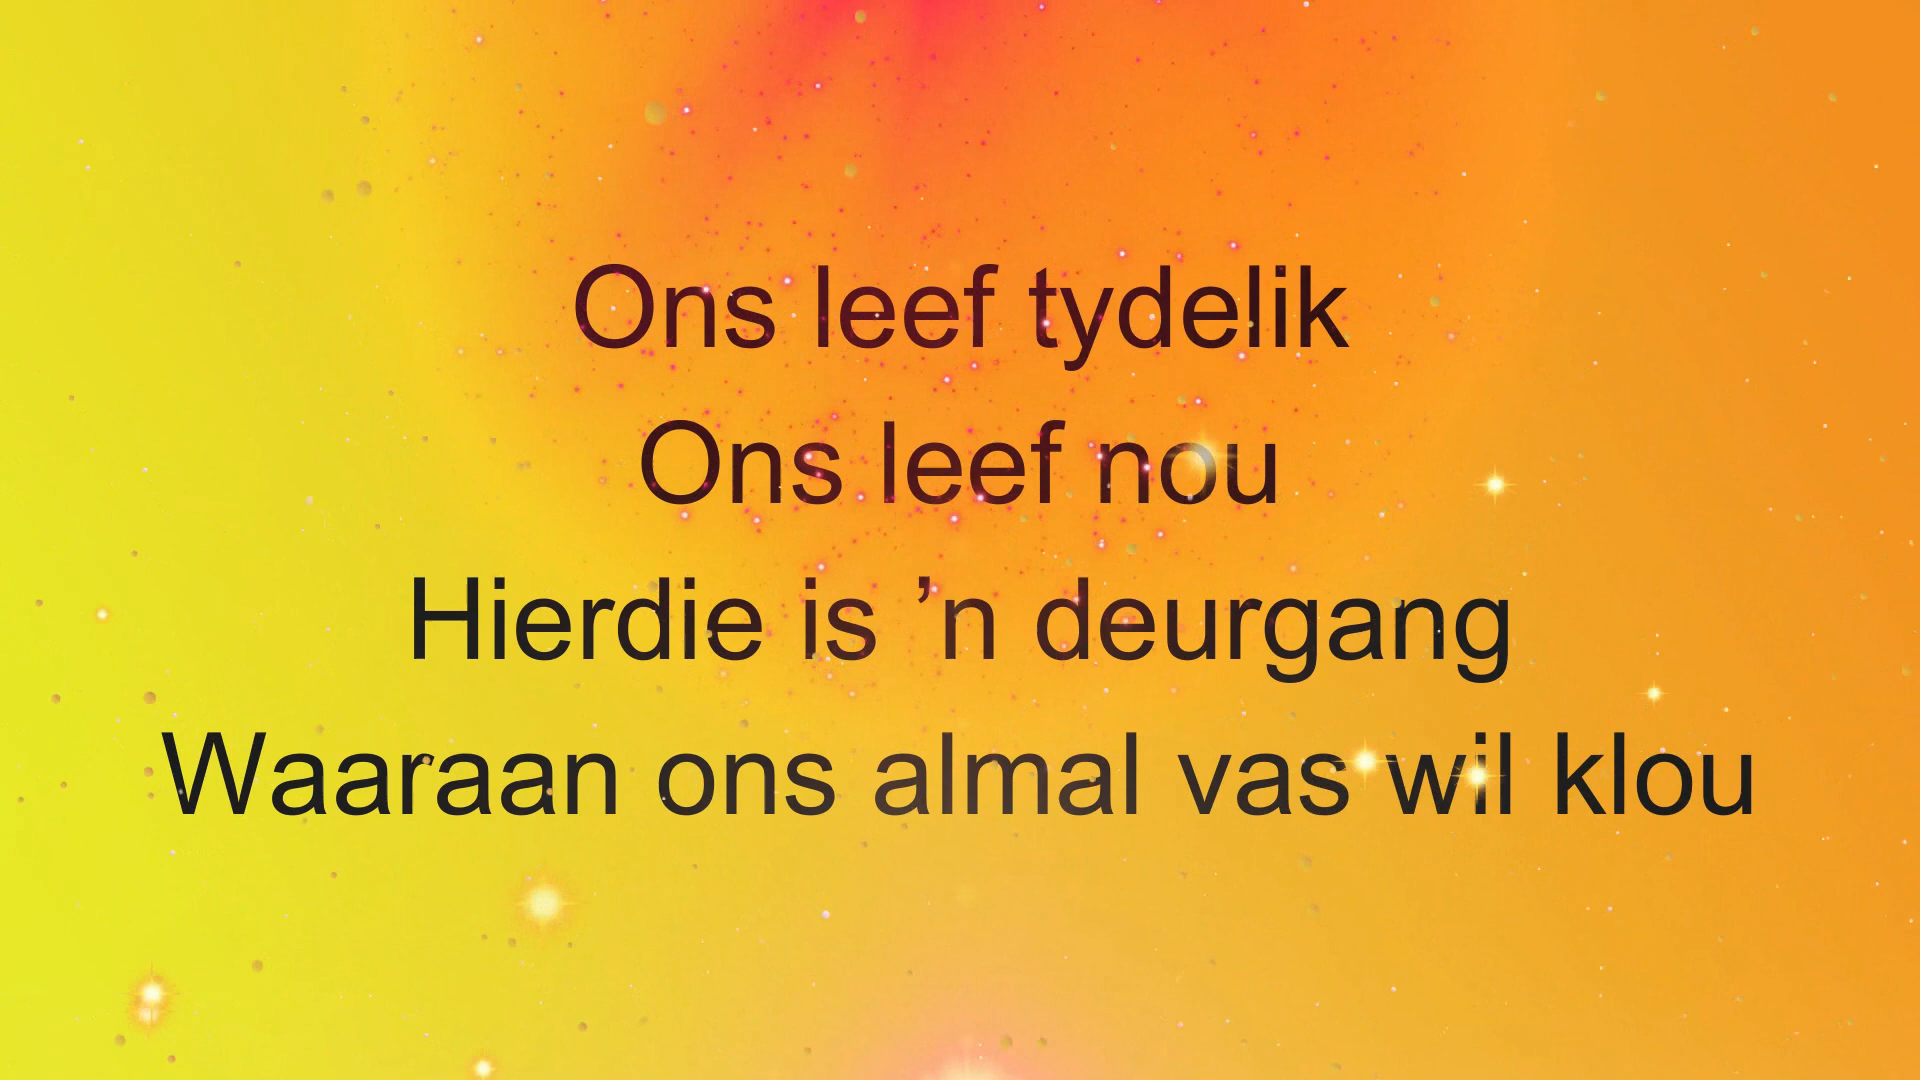 Ons leef tydelik
Ons leef nou
Hierdie is ’n deurgang
Waaraan ons almal vas wil klou